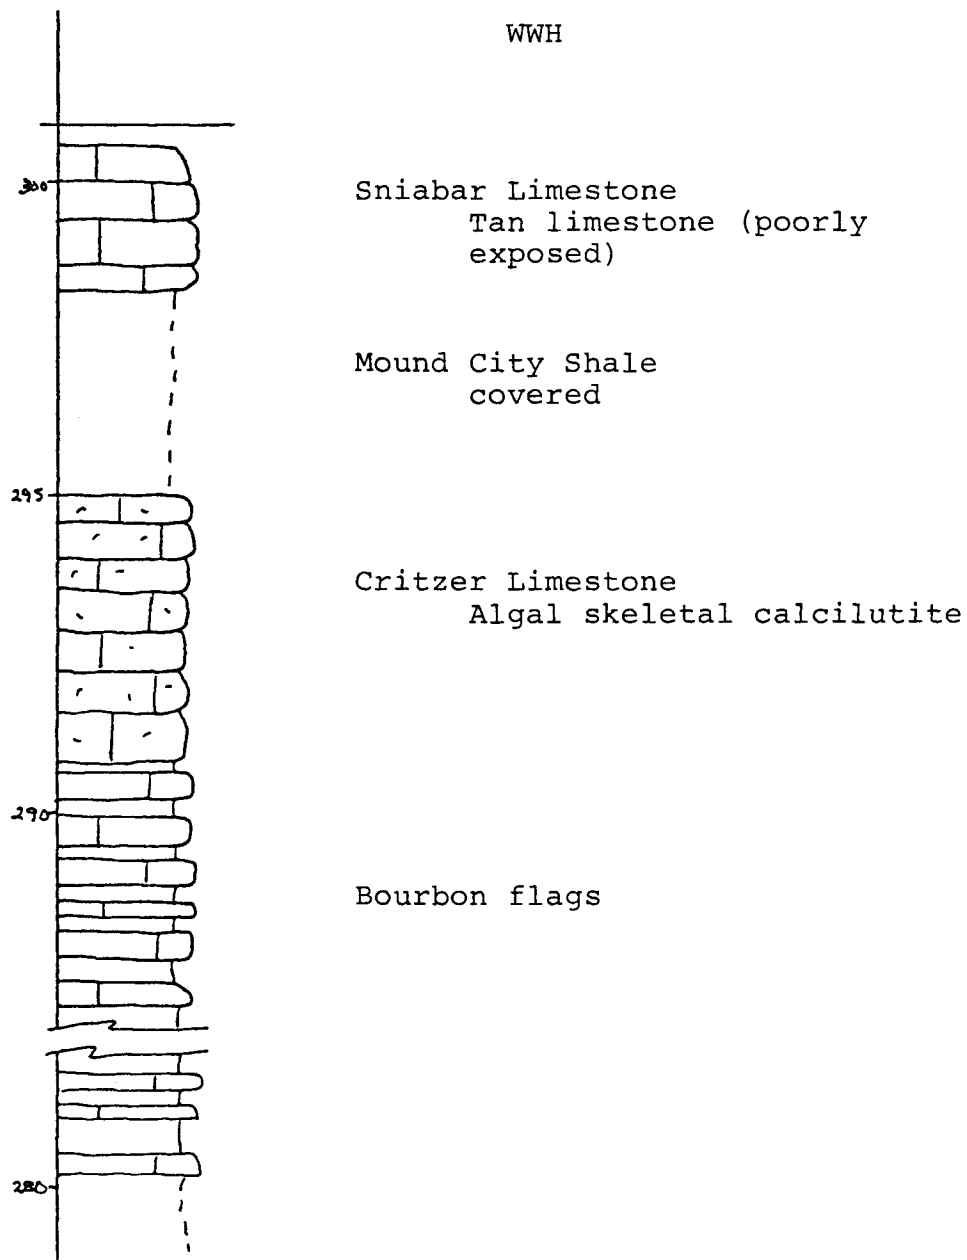 WWH
300
Sniabar Limestone
Tan limestone (poorly
exposed)
Mound City Shale
covered
295
Critzer Limestone
Algal skeletal calcilutite
290
Bourbon flags
280